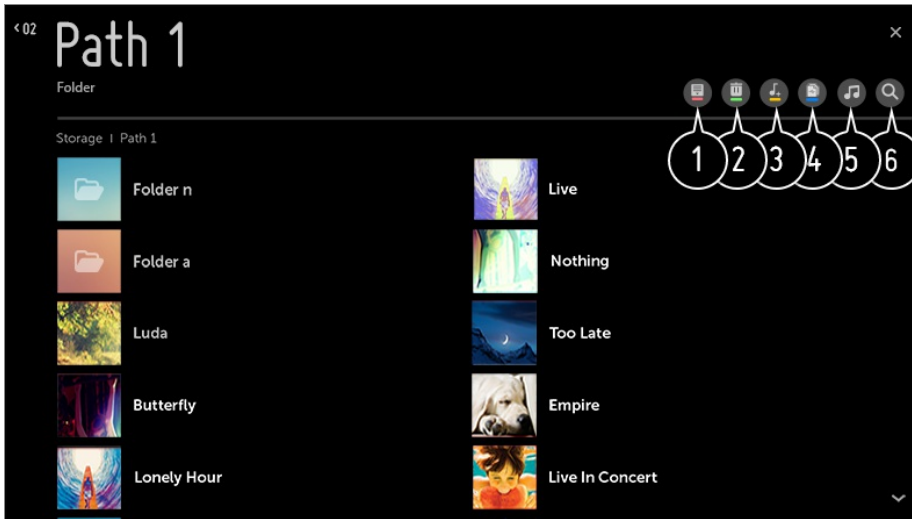 <02
Path 1
Folder
1 2 3 4 5 6
Storage I Path 1
Folder n
Live
Folder a
Nothing
Luda
Too Late
Butterfly
Empire
Lonely Hour
Live In Concert